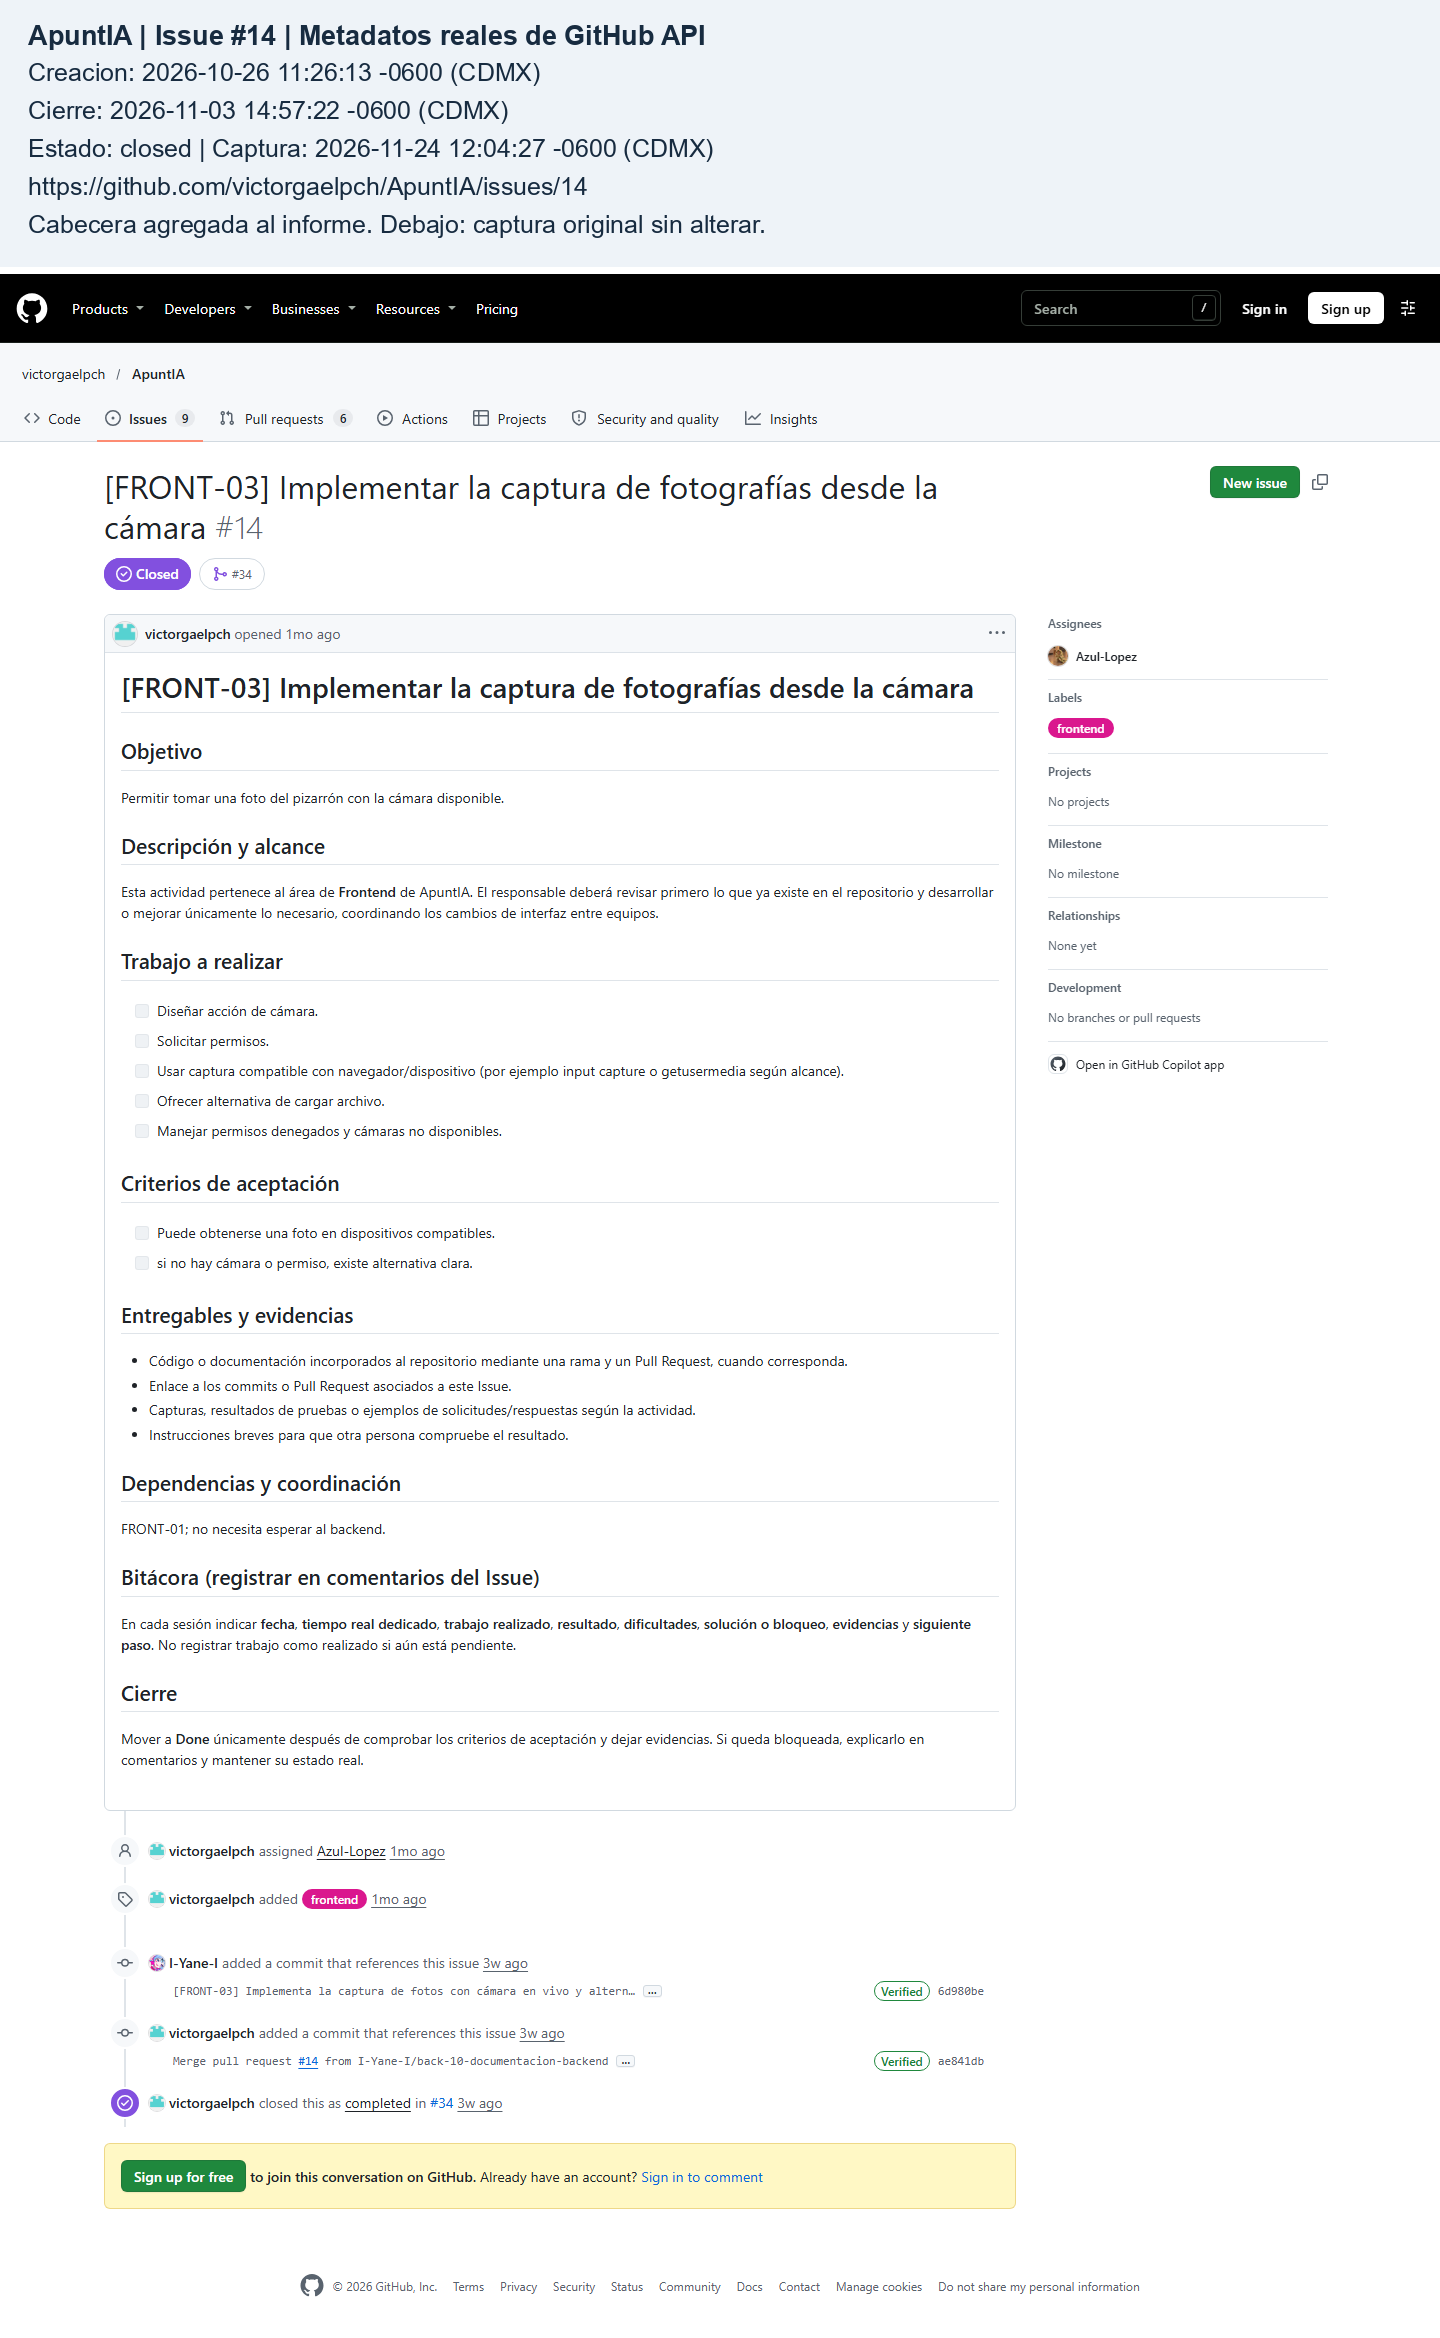 ApuntIA | Issue #14 | Metadatos reales de GitHub API
Creacion: 2026-10-26 11:26:13 -0600 (CDMX)
Cierre: 2026-11-03 14:57:22 -0600 (CDMX)
Estado: closed | Captura: 2026-11-24 12:04:27 -0600 (CDMX)
https://github.com/victorgaelpch/ApuntIA/issues/14
Cabecera agregada al informe. Debajo: captura original sin alterar.
Products Developers Businesses Resources Pricing Search / Sign in Sign up
victorgaelpch / ApuntIA
Code Issues 9 Pull requests 6 Actions Projects Security and quality Insights
[FRONT-03] Implementar la captura de fotografías desde la
cámara #14
New issue
Closed #34
victorgaelpch opened 1mo ago
[FRONT-03] Implementar la captura de fotografías desde la cámara
Objetivo
Permitir tomar una foto del pizarrón con la cámara disponible.
Descripción y alcance
Esta actividad pertenece al área de Frontend de ApuntIA. El responsable deberá revisar primero lo que ya existe en el repositorio y desarrollar
o mejorar únicamente lo necesario, coordinando los cambios de interfaz entre equipos.
Trabajo a realizar
Diseñar acción de cámara.
Solicitar permisos.
Usar captura compatible con navegador/dispositivo (por ejemplo input capture o getusermedia según alcance).
Ofrecer alternativa de cargar archivo.
Manejar permisos denegados y cámaras no disponibles.
Criterios de aceptación
Puede obtenerse una foto en dispositivos compatibles.
si no hay cámara o permiso, existe alternativa clara.
Entregables y evidencias
• Código o documentación incorporados al repositorio mediante una rama y un Pull Request, cuando corresponda.
• Enlace a los commits o Pull Request asociados a este Issue.
• Capturas, resultados de pruebas o ejemplos de solicitudes/respuestas según la actividad.
• Instrucciones breves para que otra persona compruebe el resultado.
Dependencias y coordinación
FRONT-01; no necesita esperar al backend.
Bitácora (registrar en comentarios del Issue)
En cada sesión indicar fecha, tiempo real dedicado, trabajo realizado, resultado, dificultades, solución o bloqueo, evidencias y siguiente
paso. No registrar trabajo como realizado si aún está pendiente.
Cierre
Mover a Done únicamente después de comprobar los criterios de aceptación y dejar evidencias. Si queda bloqueada, explicarlo en
comentarios y mantener su estado real.
Assignees
Azul-Lopez
Labels
frontend
Projects
No projects
Milestone
No milestone
Relationships
None yet
Development
No branches or pull requests
Open in GitHub Copilot app
victorgaelpch assigned Azul-Lopez 1mo ago
victorgaelpch added frontend 1mo ago
I-Yane-I added a commit that references this issue 3w ago
[FRONT-03] Implementa la captura de fotos con cámara en vivo y altern… ... Verified 6d980be
victorgaelpch added a commit that references this issue 3w ago
Merge pull request #14 from I-Yane-I/back-10-documentacion-backend ... Verified ae841db
victorgaelpch closed this as completed in #34 3w ago
Sign up for free to join this conversation on GitHub. Already have an account? Sign in to comment
© 2026 GitHub, Inc. Terms Privacy Security Status Community Docs Contact Manage cookies Do not share my personal information